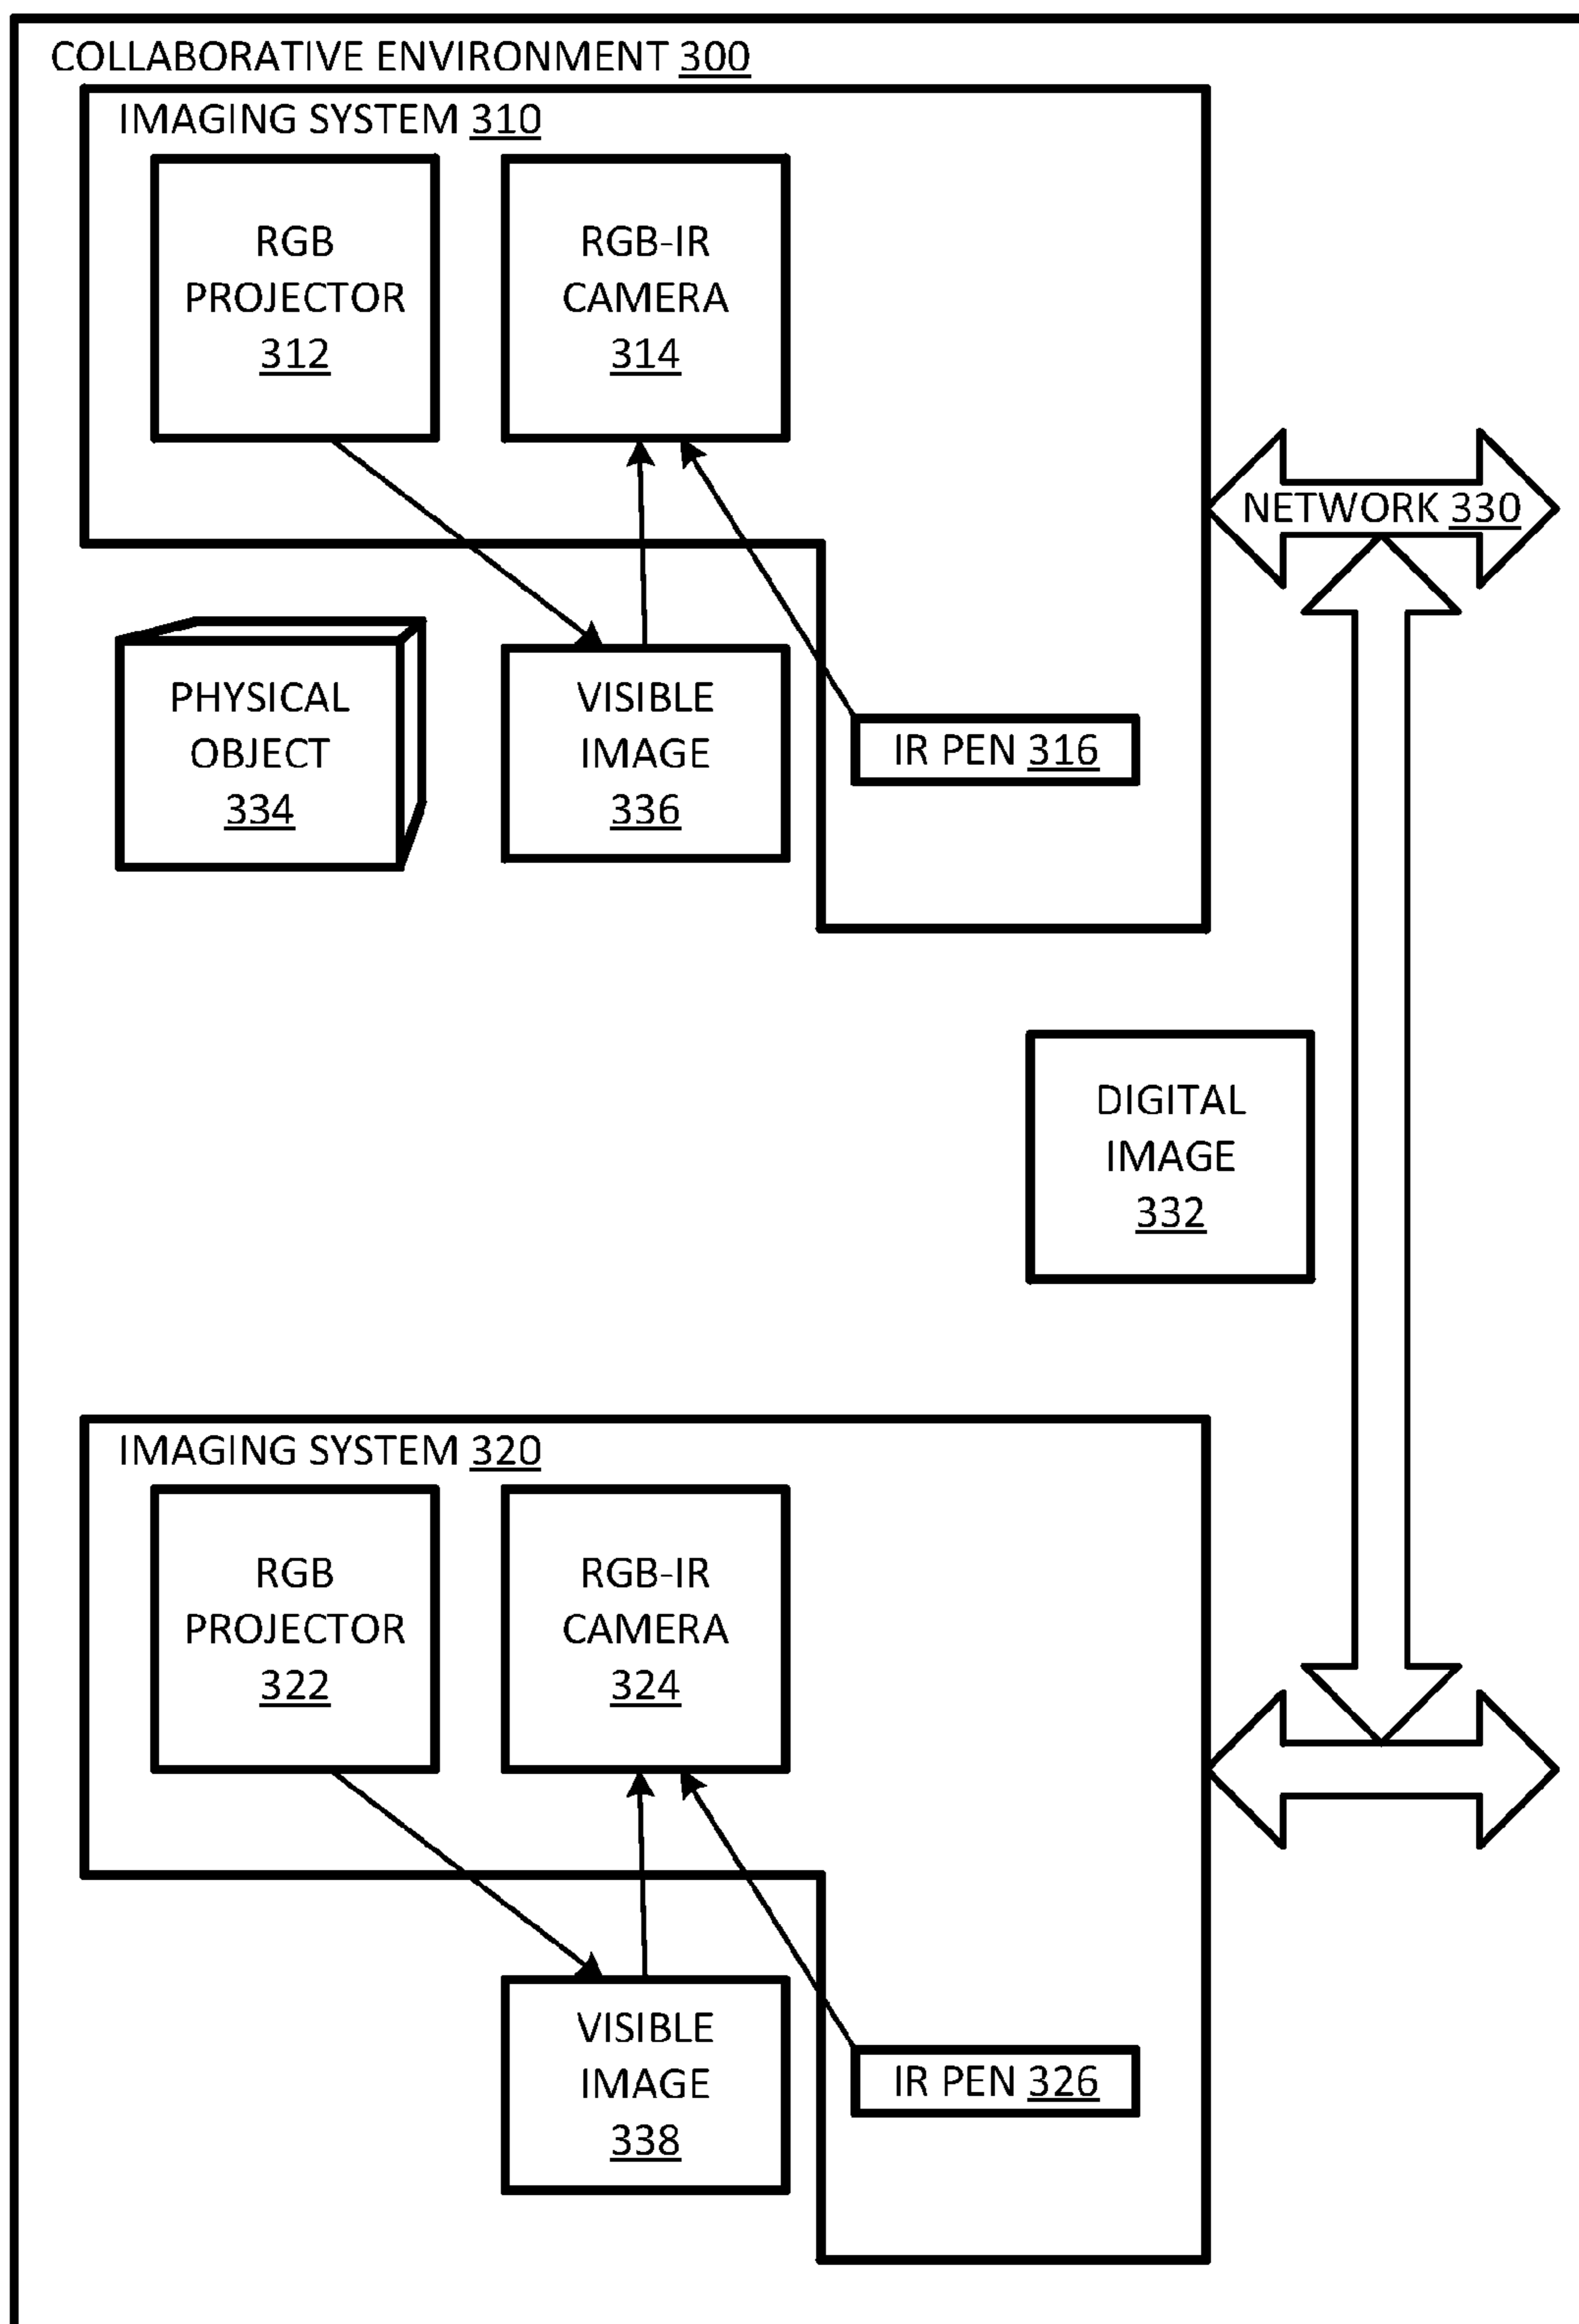 COLLABORATIVE ENVIRONMENT 300
IMAGING SYSTEM 310
RGB
PROJECTOR
312
RGB-IR
CAMERA
314
NETWORK 330
PHYSICAL
OBJECT
334
VISIBLE
IMAGE
336
IR PEN 316
DIGITAL
IMAGE
332
IMAGING SYSTEM 320
RGB
PROJECTOR
322
RGB-IR
CAMERA
324
VISIBLE
IMAGE
338
IR PEN 326